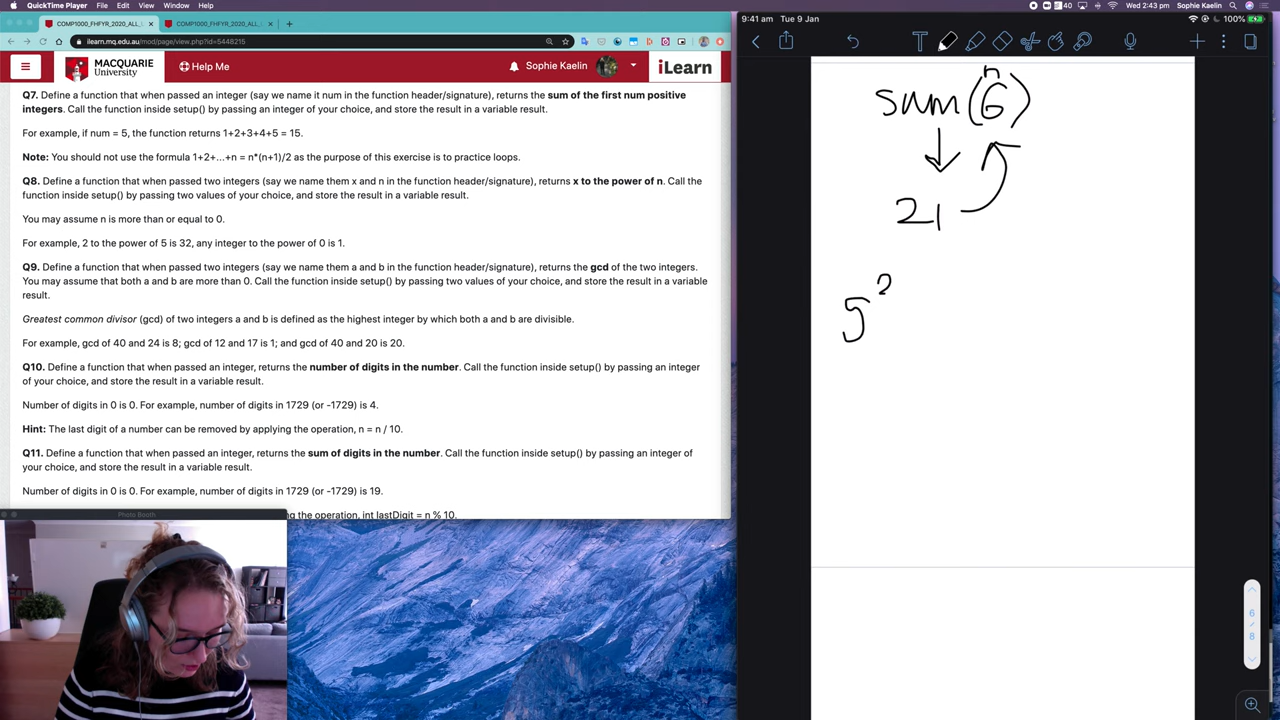 QuickTime Player File Edit View Window Help
40 Wed 2:43 pm Sophie Kaelin
COMP1000_FHFYR_2020_ALL_
COMP1000_FHFYR_2020_ALL_
ilearn.mq.edu.au/mod/page/view.php?id=5448215
MACQUARIE
University
Help Me
Sophie Kaelin
iLearn
Q7. Define a function that when passed an integer (say we name it num in the function header/signature), returns the sum of the first num positive
integers. Call the function inside setup() by passing an integer of your choice, and store the result in a variable result.
For example, if num = 5, the function returns 1+2+3+4+5 = 15.
Note: You should not use the formula 1+2+...+n = n*(n+1)/2 as the purpose of this exercise is to practice loops.
Q8. Define a function that when passed two integers (say we name them x and n in the function header/signature), returns x to the power of n. Call the
function inside setup() by passing two values of your choice, and store the result in a variable result.
You may assume n is more than or equal to 0.
For example, 2 to the power of 5 is 32, any integer to the power of 0 is 1.
Q9. Define a function that when passed two integers (say we name them a and b in the function header/signature), returns the gcd of the two integers.
You may assume that both a and b are more than 0. Call the function inside setup() by passing two values of your choice, and store the result in a variable
result.
Greatest common divisor (gcd) of two integers a and b is defined as the highest integer by which both a and b are divisible.
For example, gcd of 40 and 24 is 8; gcd of 12 and 17 is 1; and gcd of 40 and 20 is 20.
Q10. Define a function that when passed an integer, returns the number of digits in the number. Call the function inside setup() by passing an integer
of your choice, and store the result in a variable result.
Number of digits in 0 is 0. For example, number of digits in 1729 (or -1729) is 4.
Hint: The last digit of a number can be removed by applying the operation, n = n / 10.
Q11. Define a function that when passed an integer, returns the sum of digits in the number. Call the function inside setup() by passing an integer of
your choice, and store the result in a variable result.
Number of digits in 0 is 0. For example, number of digits in 1729 (or -1729) is 19.
the operation, int lastDigit = n % 10.
Photo Booth
9:41 am Tue 9 Jan
100%
n
sum(6)
21
5
6
/
8